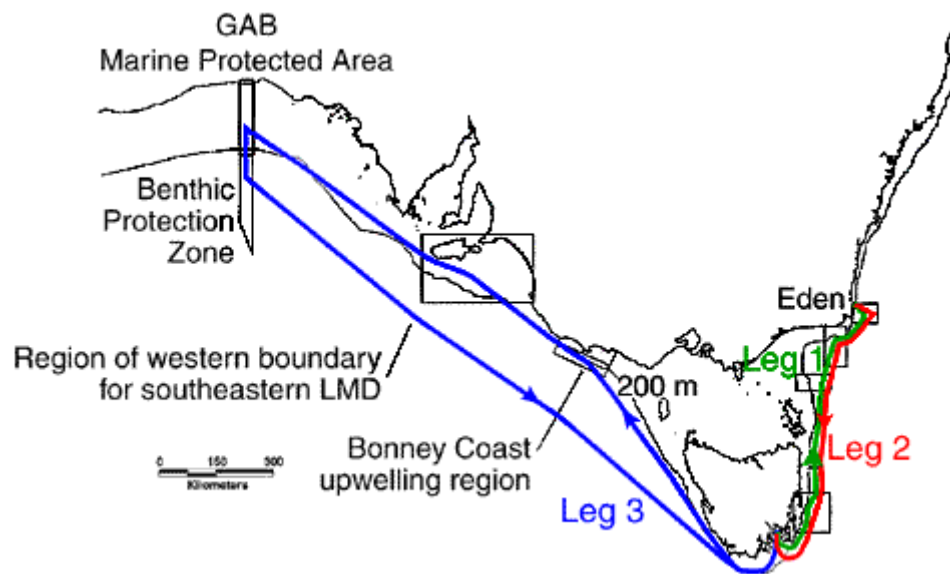 GAB
Marine Protected Area
Benthic
Protection
Zone
Eden
Region of western boundary
for southeastern LMD
Leg 1
200 m
Bonney Coast
upwelling region
Leg 2
Leg 3
0 150 300
Kilometers